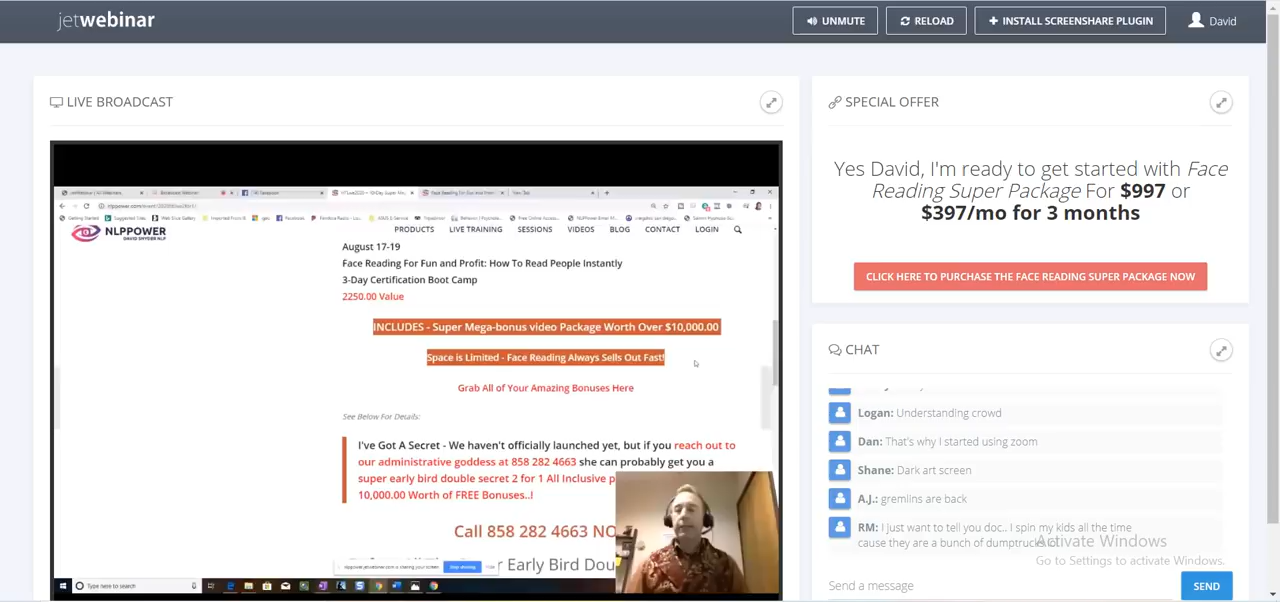 jetwebinar
UNMUTE
RELOAD
INSTALL SCREENSHARE PLUGIN
David
LIVE BROADCAST
NLPPOWER
PRODUCTS
LIVE TRAINING
SESSIONS
VIDEOS
BLOG
CONTACT
LOGIN
August 17-19
Face Reading For Fun and Profit: How To Read People Instantly
3-Day Certification Boot Camp
2250.00 Value
INCLUDES - Super Mega-bonus video Package Worth Over $10,000.00
Space is Limited - Face Reading Always Sells Out Fast!
Grab All of Your Amazing Bonuses Here
See Below For Details:
I've Got A Secret - We haven't officially launched yet, but if you reach out to
our administrative goddess at 858 282 4663 she can probably get you a
super early bird double secret 2 for 1 All Inclusive p
10,000.00 Worth of FREE Bonuses..!
Call 858 282 4663 NO
r Early Bird Dou
Stop sharing
Hide
Type here to search
SPECIAL OFFER
Yes David, I'm ready to get started with Face
Reading Super Package For $997 or
$397/mo for 3 months
CLICK HERE TO PURCHASE THE FACE READING SUPER PACKAGE NOW
CHAT
Logan: Understanding crowd
Dan: That's why I started using zoom
Shane: Dark art screen
A.J.: gremlins are back
RM: I just want to tell you doc.. I spin my kids all the time
cause they are a bunch of dumptrucks
Activate Windows
Go to Settings to activate Windows.
Send a message
SEND